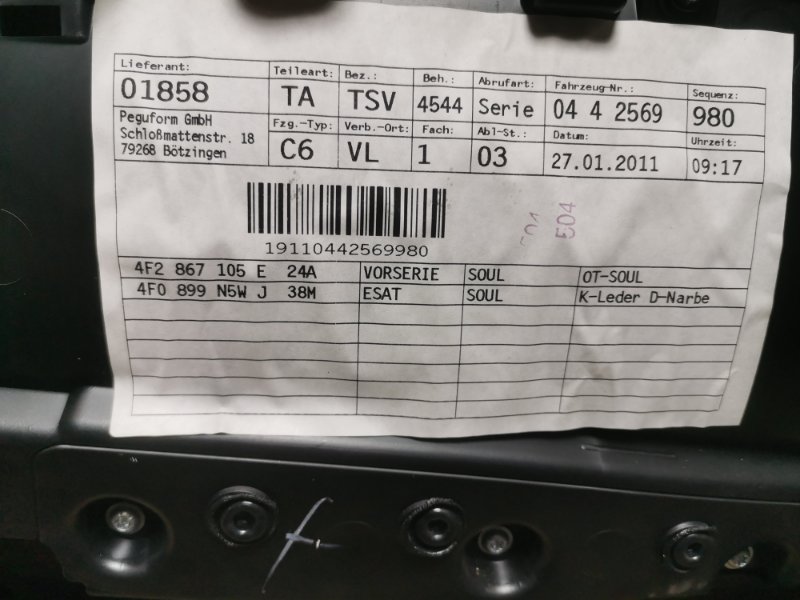 Lieferant: Teileart: Bez.: Beh.: Abrufart: Fahrzeug-Nr.: Sequenz:
01858 TA TSV 4544 Serie 04 4 2569 980
Peguform GmbH
Schloßmattenstr. 18
79268 Bötzingen
Fzg.-Typ: Verb.-Ort: Fach: Abl-St.: Datum: Uhrzeit:
C6 VL 1 03 27.01.2011 09:17
504
19110442569980
4F2 867 105 E 24A VORSERIE SOUL OT-SOUL
4F0 899 N5W J 38M ESAT SOUL K-Leder D-Narbe